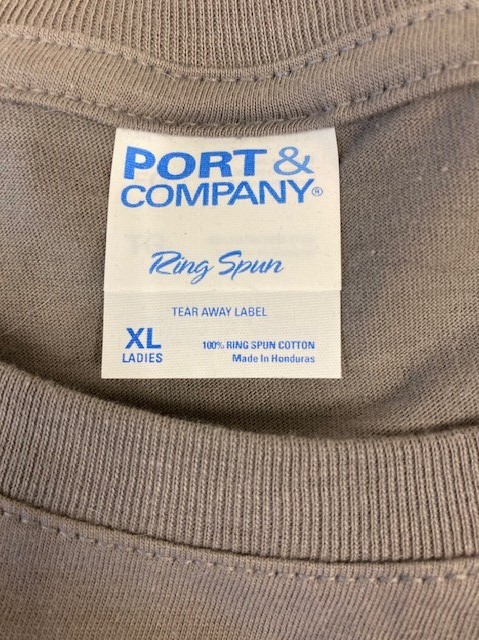 PORT &
COMPANY®
Ring Spun
TEAR AWAY LABEL
XL
LADIES
100% RING SPUN COTTON
Made In Honduras